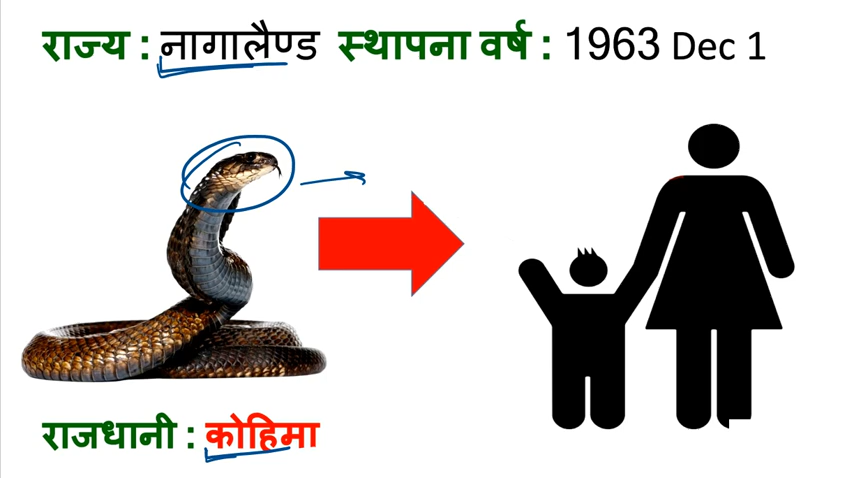 राज्य : नागालैण्ड स्थापना वर्ष : 1963 Dec 1
राजधानी : कोहिमा